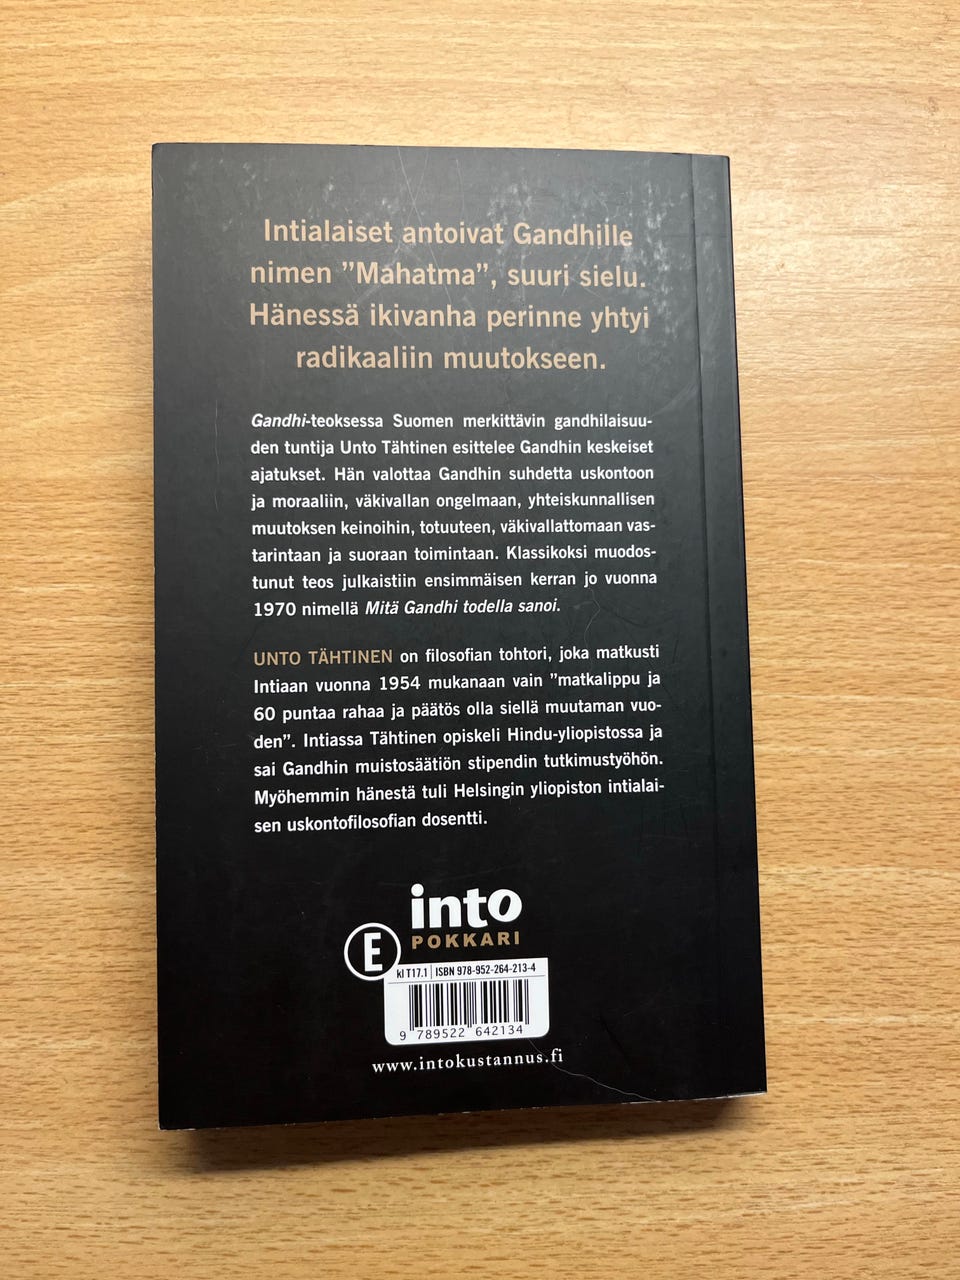 Intialaiset antoivat Gandhille
nimen ”Mahatma”, suuri sielu.
Hänessä ikivanha perinne yhtyi
radikaaliin muutokseen.
Gandhi-teoksessa Suomen merkittävin gandhilaisuu-
den tuntija Unto Tähtinen esittelee Gandhin keskeiset
ajatukset. Hän valottaa Gandhin suhdetta uskontoon
ja moraaliin, väkivallan ongelmaan, yhteiskunnallisen
muutoksen keinoihin, totuuteen, väkivallattomaan vas-
tarintaan ja suoraan toimintaan. Klassikoksi muodos-
tunut teos julkaistiin ensimmäisen kerran jo vuonna
1970 nimellä Mitä Gandhi todella sanoi.
UNTO TÄHTINEN on filosofian tohtori, joka matkusti
Intiaan vuonna 1954 mukanaan vain ”matkalippu ja
60 puntaa rahaa ja päätös olla siellä muutaman vuo-
den”. Intiassa Tähtinen opiskeli Hindu-yliopistossa ja
sai Gandhin muistosäätiön stipendin tutkimustyöhön.
Myöhemmin hänestä tuli Helsingin yliopiston intialai-
sen uskontofilosofian dosentti.
into
POKKARI
E
kl T17.1 | ISBN 978-952-264-213-4
9 789522 642134
www.intokustannus.fi